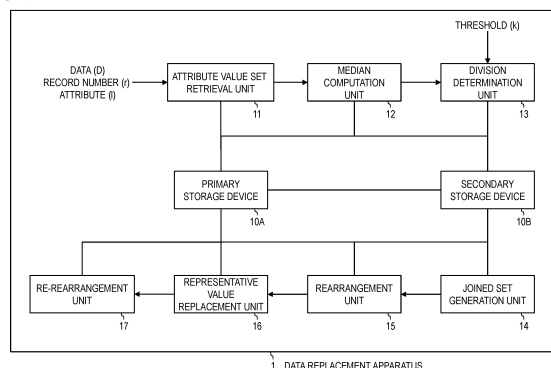 THRESHOLD (k)
DATA (D)
RECORD NUMBER (r)
ATTRIBUTE (l)
ATTRIBUTE VALUE SET
RETRIEVAL UNIT
11
MEDIAN
COMPUTATION
UNIT
12
DIVISION
DETERMINATION
UNIT
13
PRIMARY
STORAGE DEVICE
10A
SECONDARY
STORAGE DEVICE
10B
RE-REARRANGEMENT
UNIT
17
REPRESENTATIVE
VALUE
REPLACEMENT UNIT
16
REARRANGEMENT
UNIT
15
JOINED SET
GENERATION UNIT
14
1 DATA REPLACEMENT APPARATUS